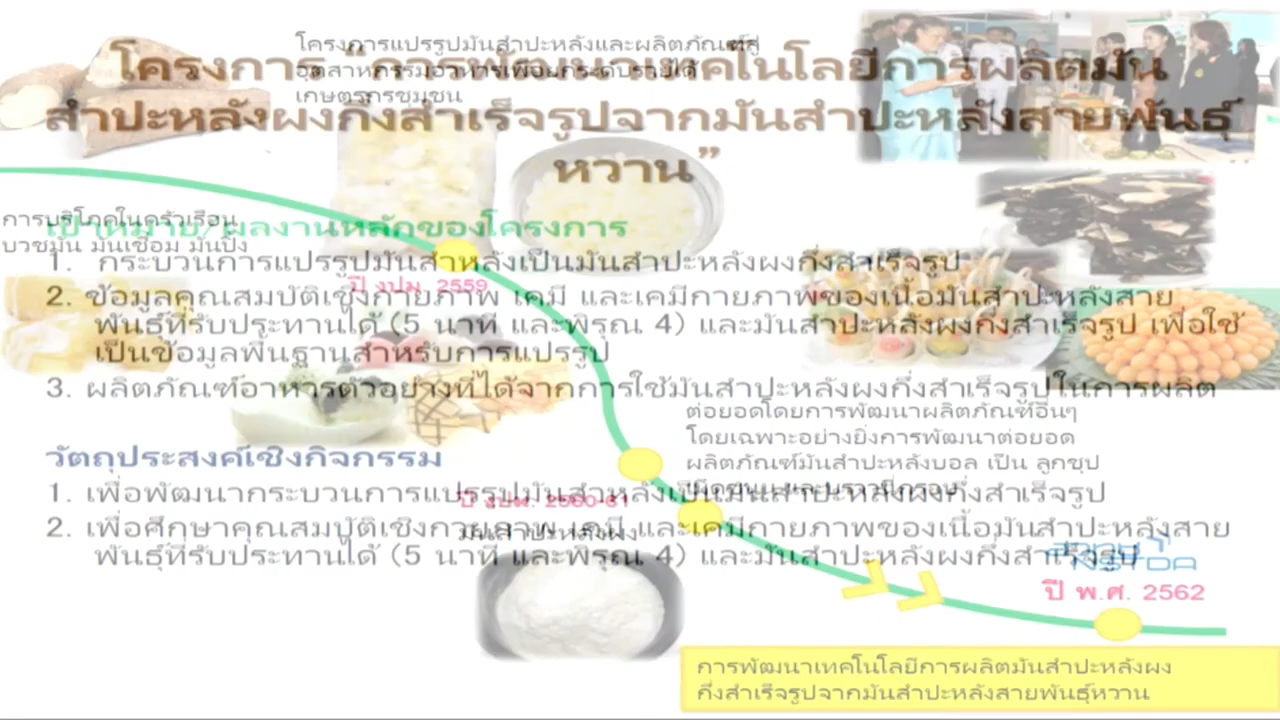 โครงการแปรรูปมันสำปะหลังและผลิตภัณฑ์สู่
อุตสาหกรรมอาหารเพื่อยกระดับรายได้
เกษตรกรชุมชน
โครงการ “การพัฒนาเทคโนโลยีการผลิตมัน
สำปะหลังผงกึ่งสำเร็จรูปจากมันสำปะหลังสายพันธุ์
หวาน”
การบริโภคในครัวเรือน
มันเชื่อม มันปิ้ง
เป้าหมาย/ผลงานหลักของโครงการ
1. กระบวนการแปรรูปมันสำหลังเป็นมันสำปะหลังผงกึ่งสำเร็จรูป
ปี งปม. 2559
2. ข้อมูลคุณสมบัติเชิงกายภาพ เคมี และเคมีกายภาพของเนื้อมันสำปะหลังสาย
พันธ์ที่รับประทานได้ (5 นาที และพิรุณ 4) และมันสำปะหลังผงกึ่งสำเร็จรูป เพื่อใช้
เป็นข้อมูลพื้นฐานสำหรับการแปรรูป
3. ผลิตภัณฑ์อาหารตัวอย่างที่ได้จากการใช้มันสำปะหลังผงกึ่งสำเร็จรูปในการผลิต
ต่อยอดโดยการพัฒนาผลิตภัณฑ์อื่นๆ
โดยเฉพาะอย่างยิ่งการพัฒนาต่อยอด
ผลิตภัณฑ์มันสำปะหลังบอล เป็น ลูกชุป
วัตถุประสงค์เชิงกิจกรรม
1. เพื่อพัฒนากระบวนการแปรรูปมันสำหลังเป็นมันสำปะหลังผงกึ่งสำเร็จรูป
ปี งปม. 2560-61
2. เพื่อศึกษาคุณสมบัติเชิงกายภาพ เคมี และเคมีกายภาพของเนื้อมันสำปะหลังสาย
มันสำปะหลังผง
พันธุ์ที่รับประทานได้ (5 นาที และพิรุณ 4) และมันสำปะหลังผงกึ่งสำเร็จรูป
NSTDA
ปี พ.ศ. 2562
การพัฒนาเทคโนโลยีการผลิตมันสำปะหลังผง
กึ่งสำเร็จรูปจากมันสำปะหลังสายพันธุ์หวาน